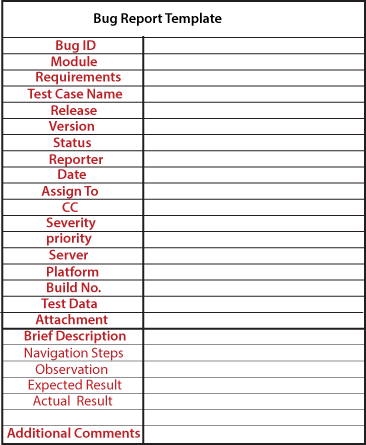 Bug Report Template
Bug ID
Module
Requirements
Test Case Name
Release
Version
Status
Reporter
Date
Assign To
CC
Severity
priority
Server
Platform
Build No.
Test Data
Attachment
Brief Description
Navigation Steps
Observation
Expected Result
Actual Result
Additional Comments